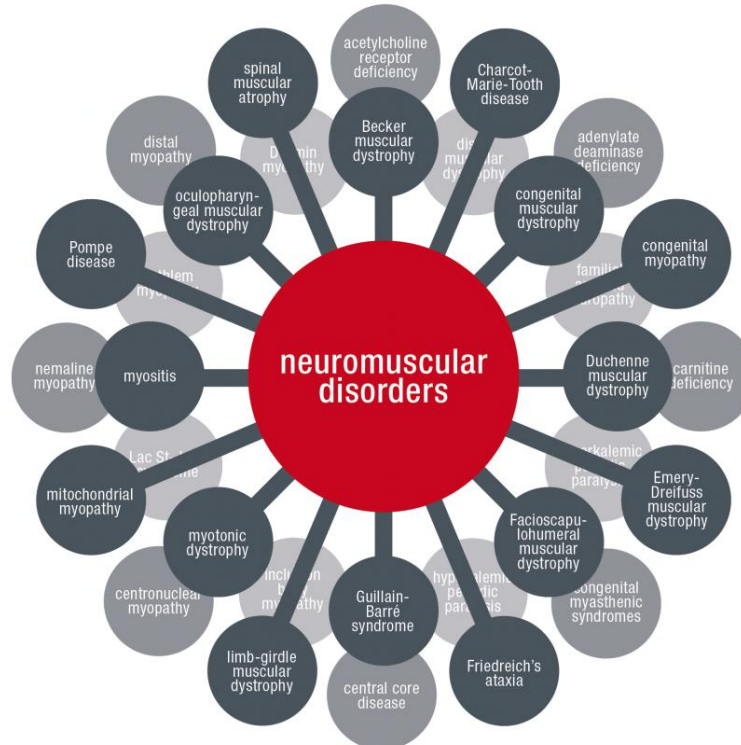 acetylcholine
receptor
deficiency
spinal
muscular
atrophy
Charcot-
Marie-Tooth
disease
Becker
muscular
dystrophy
distal
myopathy
myopathy
muscular
dystrophy
adenylate
deaminase
deficiency
oculopharyn-
geal muscular
dystrophy
congenital
muscular
dystrophy
Pompe
disease
congenital
myopathy
neuromuscular
disorders
nemaline
myopathy
myositis
Duchenne
muscular
dystrophy
carnitine
deficiency
mitochondrial
myopathy
Emery-
Dreifuss
muscular
dystrophy
myotonic
dystrophy
Facioscapu-
lohumeral
muscular
dystrophy
centronuclear
myopathy
Guillain-
Barré
syndrome
congenital
myasthenic
syndromes
limb-girdle
muscular
dystrophy
central core
disease
Friedreich's
ataxia